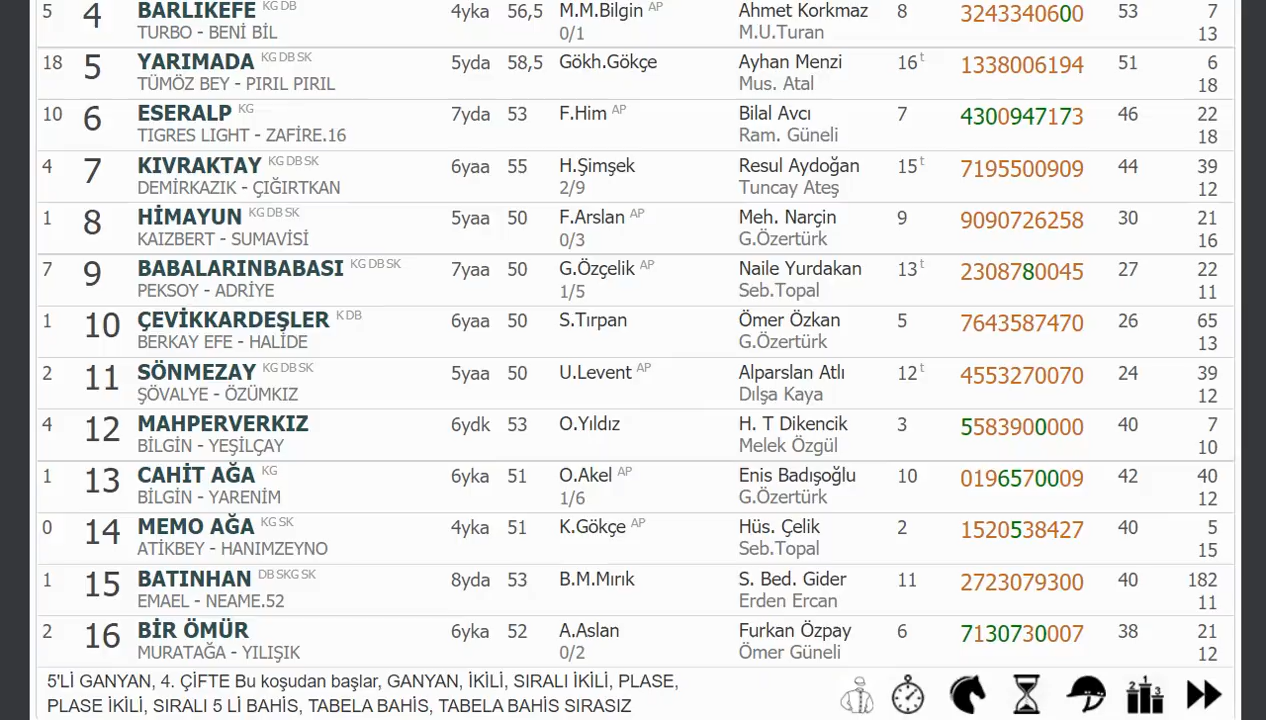 5 4 BARLIKEFE KG DB 4yka 56,5 M.M.Bilgin AP Ahmet Korkmaz 8 3243340600 53 7
TURBO - BENİ BİL 0/1 M.U.Turan 13
18 5 YARIMADA KG DB SK 5yda 58,5 Gökh.Gökçe Ayhan Menzi 16 t 1338006194 51 6
TÜMÖZ BEY - PIRIL PIRIL Mus. Atal 18
10 6 ESERALP KG 7yda 53 F.Him AP Bilal Avcı 7 4300947173 46 22
TIGRES LIGHT - ZAFİRE.16 Ram. Güneli 18
4 7 KIVRAKTAY KG DB SK 6yaa 55 H.Şimşek Resul Aydoğan 15 t 7195500909 44 39
DEMİRKAZIK - ÇIĞIRTKAN 2/9 Tuncay Ateş 12
1 8 HİMAYUN KG DB SK 5yaa 50 F.Arslan AP Meh. Narçin 9 9090726258 30 21
KAIZBERT - SUMAVİSİ 0/3 G.Özertürk 16
7 9 BABALARINBABASI KG DB SK 7yaa 50 G.Özçelik AP Naile Yurdakan 13 t 2308780045 27 22
PEKSOY - ADRİYE 1/5 Seb.Topal 11
1 10 ÇEVİKKARDEŞLER K DB 6yaa 50 S.Tırpan Ömer Özkan 5 7643587470 26 65
BERKAY EFE - HALİDE G.Özertürk 13
2 11 SÖNMEZAY KG DB SK 5yaa 50 U.Levent AP Alparslan Atlı 12 t 4553270070 24 39
ŞÖVALYE - ÖZÜMKIZ Dılşa Kaya 12
4 12 MAHPERVERKIZ 6ydk 53 O.Yıldız H. T Dikencik 3 5583900000 40 7
BİLGİN - YEŞİLÇAY Melek Özgül 10
1 13 CAHİT AĞA KG 6yka 51 O.Akel AP Enis Badışoğlu 10 0196570009 42 40
BİLGİN - YARENİM 1/6 G.Özertürk 12
0 14 MEMO AĞA KG SK 4yka 51 K.Gökçe AP Hüs. Çelik 2 1520538427 40 5
ATİKBEY - HANIMZEYNO Seb.Topal 15
1 15 BATINHAN DB SKG SK 8yda 53 B.M.Mırık S. Bed. Gider 11 2723079300 40 182
EMAEL - NEAME.52 Erden Ercan 11
2 16 BİR ÖMÜR 6yka 52 A.Aslan Furkan Özpay 6 7130730007 38 21
MURATAĞA - YILIŞIK 0/2 Ömer Güneli 12
5'Lİ GANYAN, 4. ÇİFTE Bu koşudan başlar, GANYAN, İKİLİ, SIRALI İKİLİ, PLASE,
PLASE İKİLİ, SIRALI 5 Lİ BAHİS, TABELA BAHİS, TABELA BAHİS SIRASIZ
2 1 3